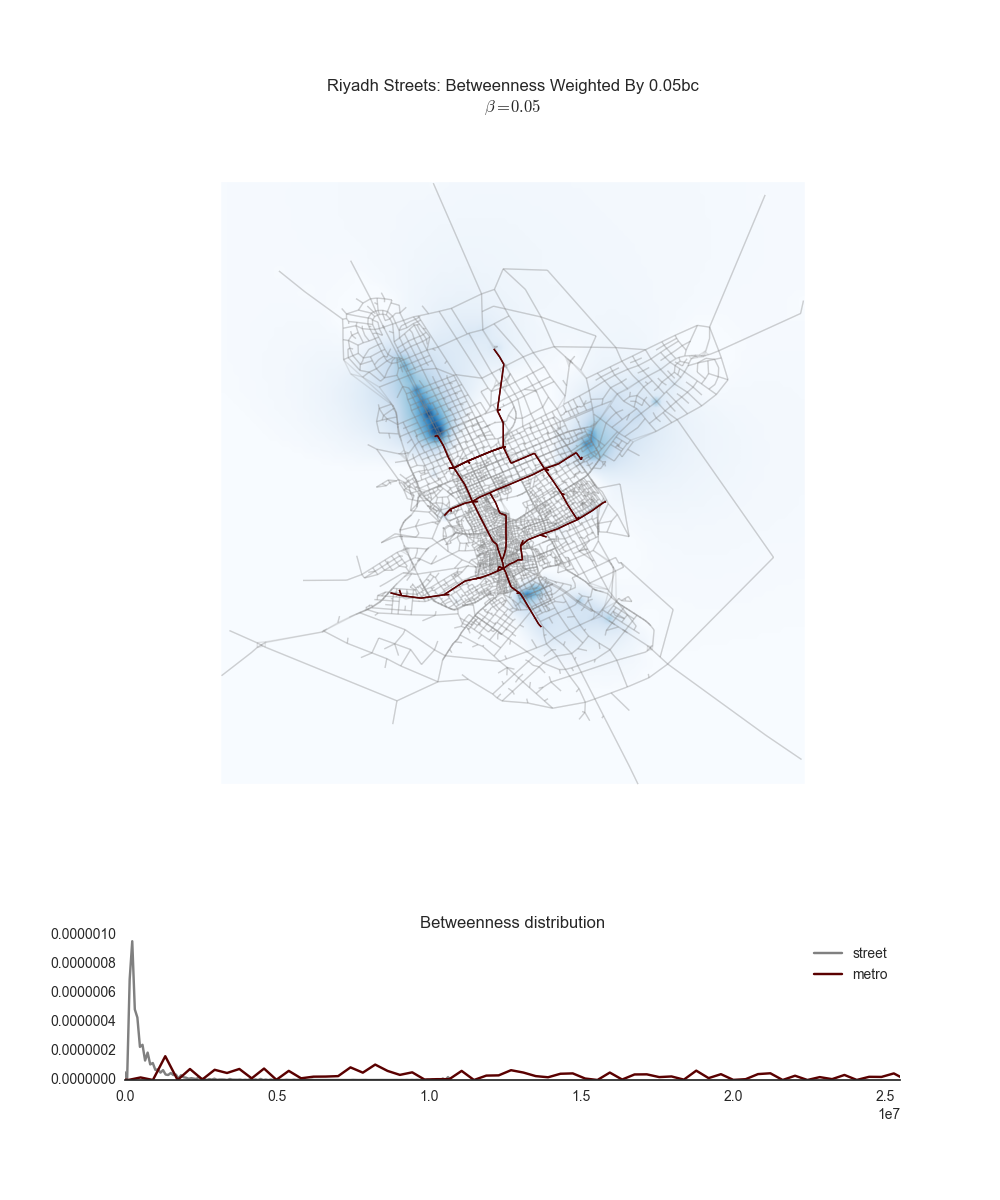 Riyadh Streets: Betweenness Weighted By 0.05bc
β=0.05
Betweenness distribution
0.0000010
0.0000008
0.0000006
0.0000004
0.0000002
0.0000000
street
metro
0.0 0.5 1.0 1.5 2.0 2.5
1e7